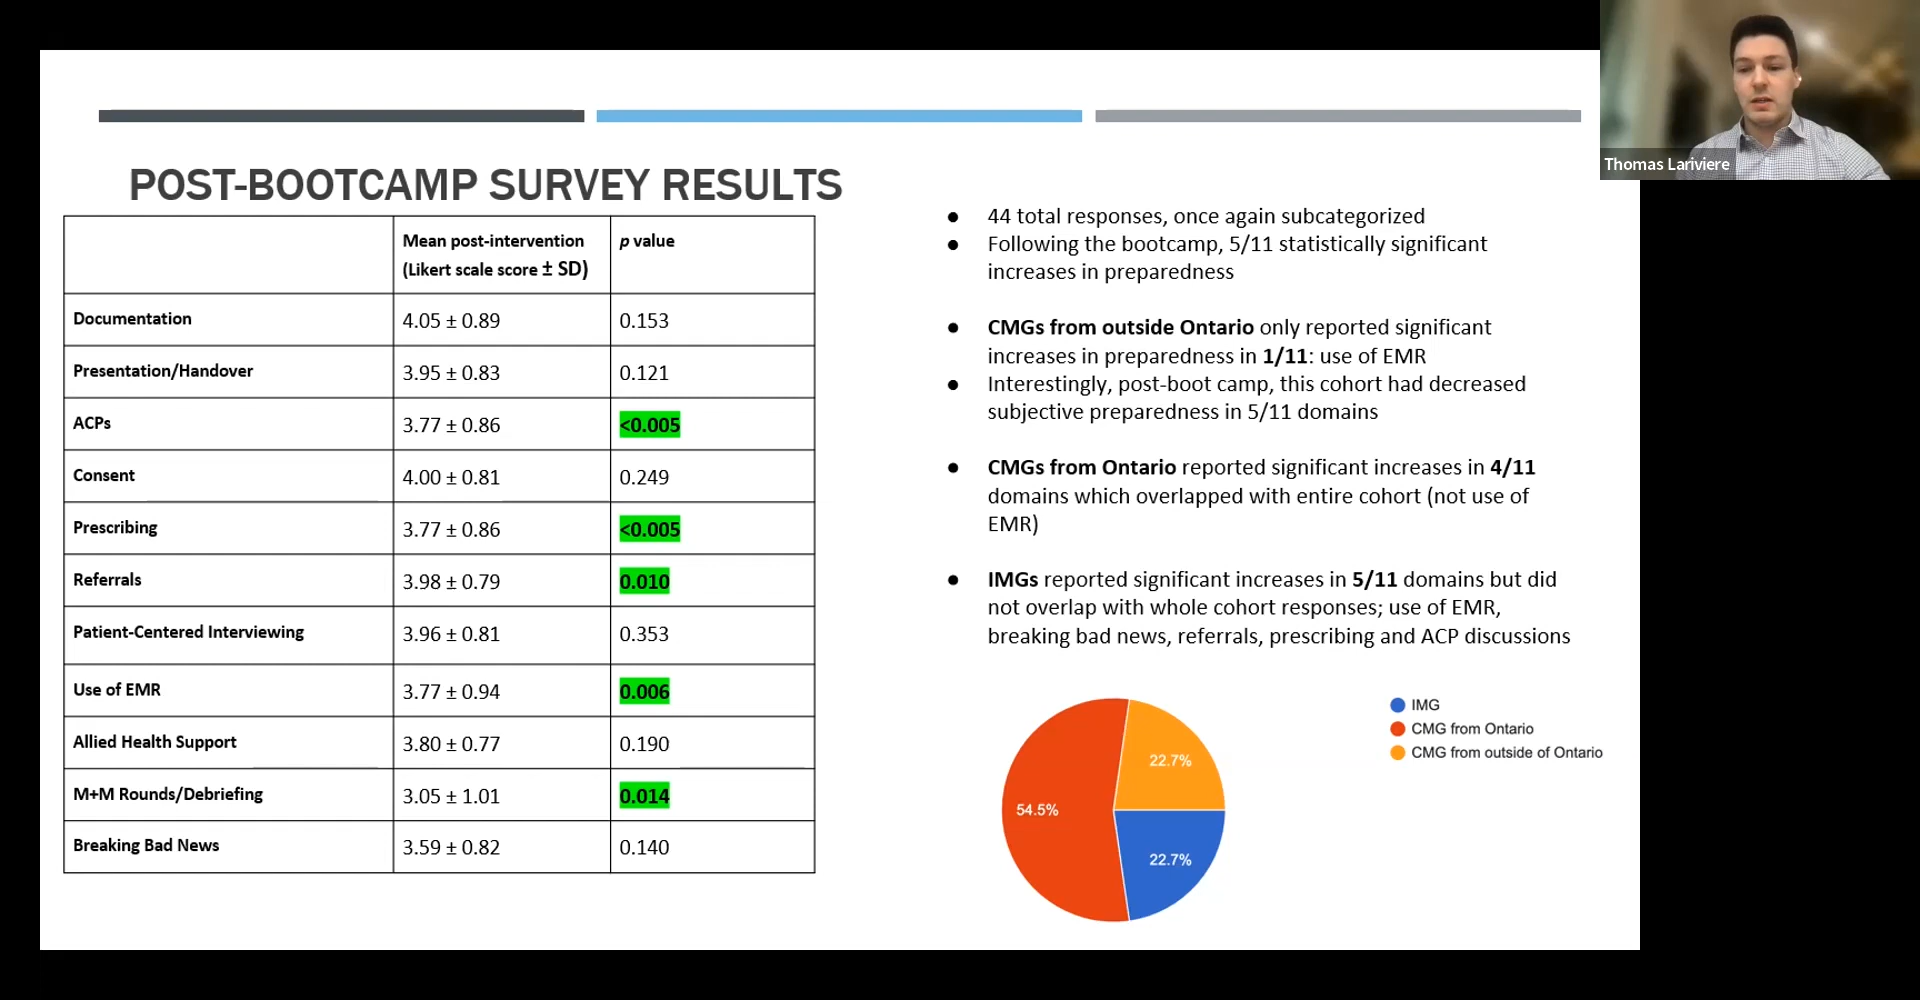 Thomas Lariviere
POST-BOOTCAMP SURVEY RESULTS
Mean post-intervention
(Likert scale score ± SD)
p value
Documentation 4.05 ± 0.89 0.153
Presentation/Handover 3.95 ± 0.83 0.121
ACPs 3.77 ± 0.86 <0.005
Consent 4.00 ± 0.81 0.249
Prescribing 3.77 ± 0.86 <0.005
Referrals 3.98 ± 0.79 0.010
Patient-Centered Interviewing 3.96 ± 0.81 0.353
Use of EMR 3.77 ± 0.94 0.006
Allied Health Support 3.80 ± 0.77 0.190
M+M Rounds/Debriefing 3.05 ± 1.01 0.014
Breaking Bad News 3.59 ± 0.82 0.140
● 44 total responses, once again subcategorized
● Following the bootcamp, 5/11 statistically significant
increases in preparedness
● CMGs from outside Ontario only reported significant
increases in preparedness in 1/11: use of EMR
● Interestingly, post-boot camp, this cohort had decreased
subjective preparedness in 5/11 domains
● CMGs from Ontario reported significant increases in 4/11
domains which overlapped with entire cohort (not use of
EMR)
● IMGs reported significant increases in 5/11 domains but did
not overlap with whole cohort responses; use of EMR,
breaking bad news, referrals, prescribing and ACP discussions
IMG
CMG from Ontario
CMG from outside of Ontario
22.7%
54.5%
22.7%